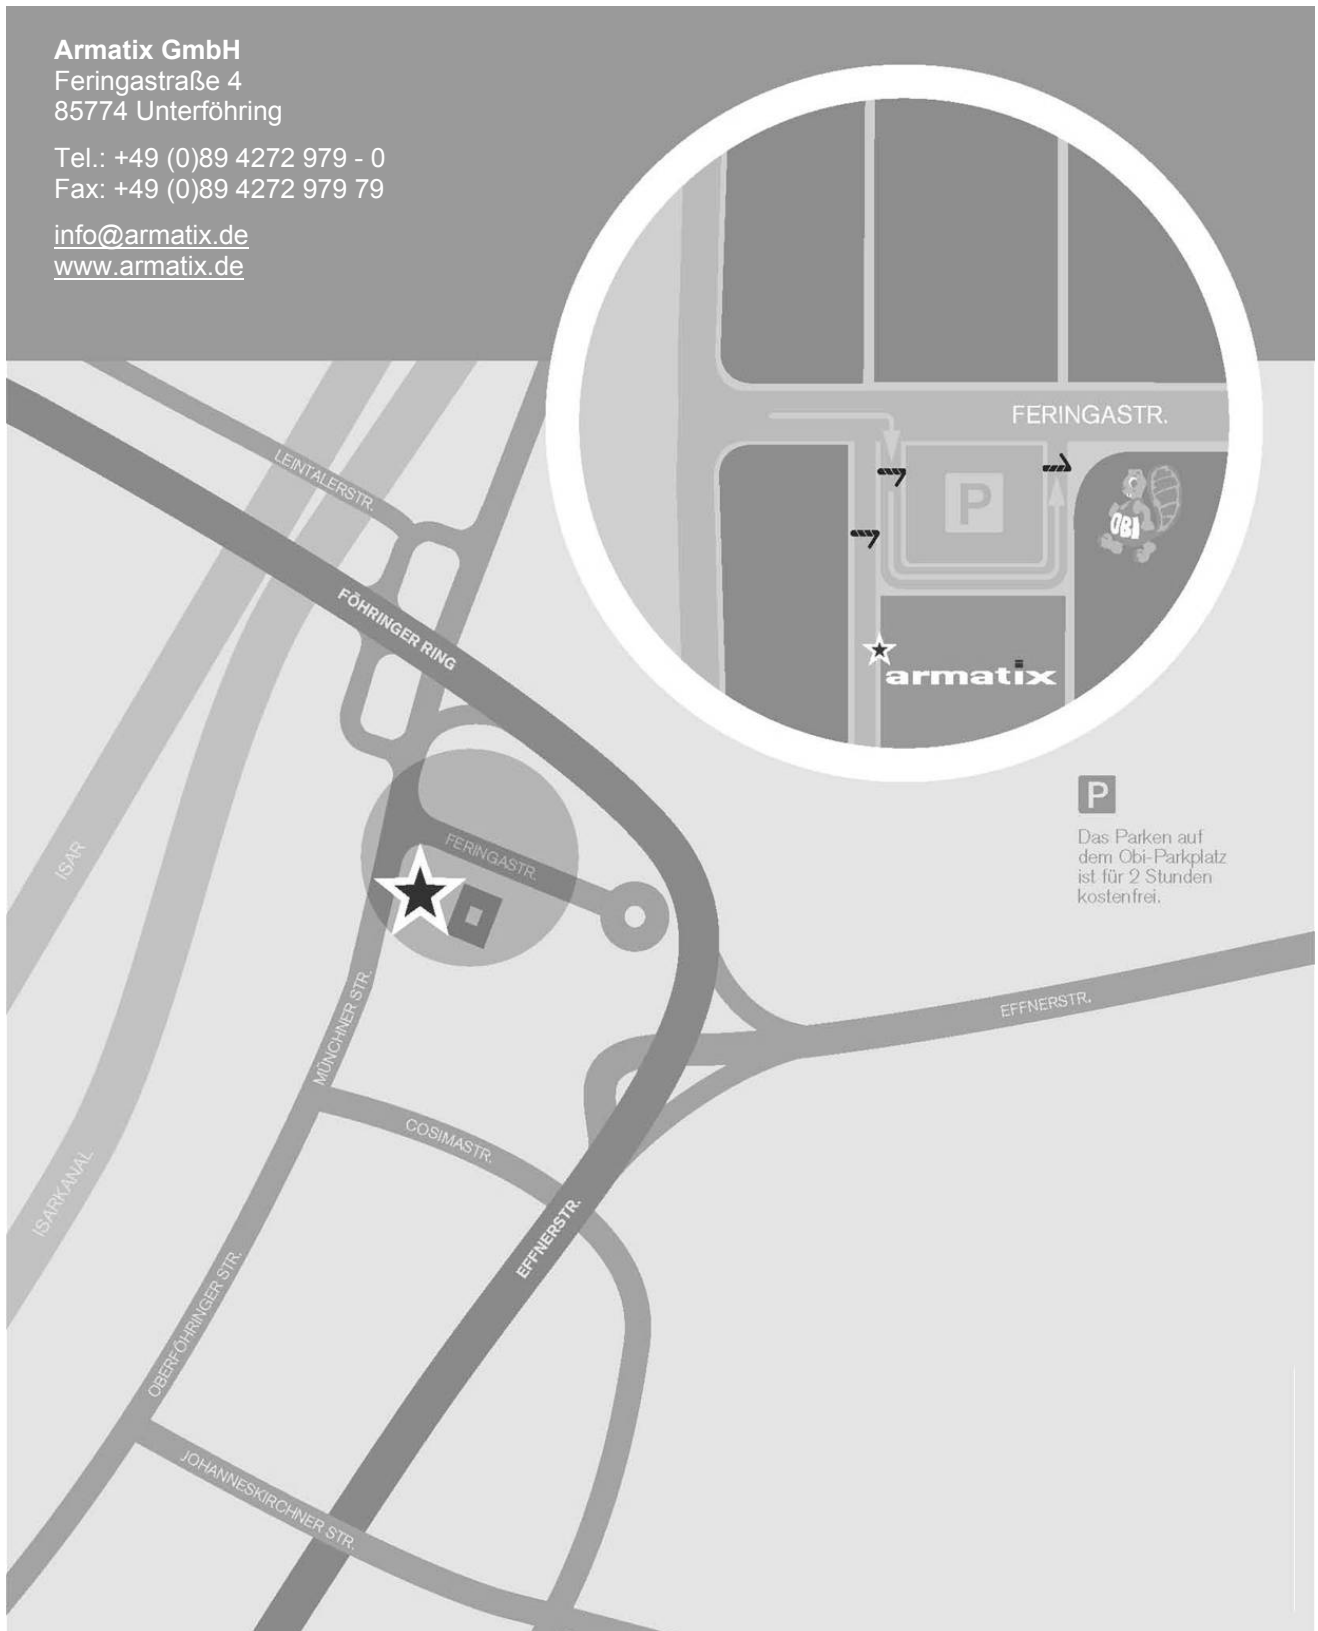 Armatix GmbH
Feringastraße 4
85774 Unterföhring
Tel.: +49 (0)89 4272 979 - 0
Fax: +49 (0)89 4272 979 79
info@armatix.de
www.armatix.de
FERINGASTR.
P
OBI
armatix
LEINTALERSTR.
FÖHRINGER RING
P
Das Parken auf
dem Obi-Parkplatz
ist für 2 Stunden
kostenfrei.
ISAR
FERINGASTR.
MÜNCHNER STR.
EFFNERSTR.
COSIMASTR.
ISARKANAL
EFFNERSTR.
OBERFÖHRINGER STR.
JOHANNESKIRCHNER STR.